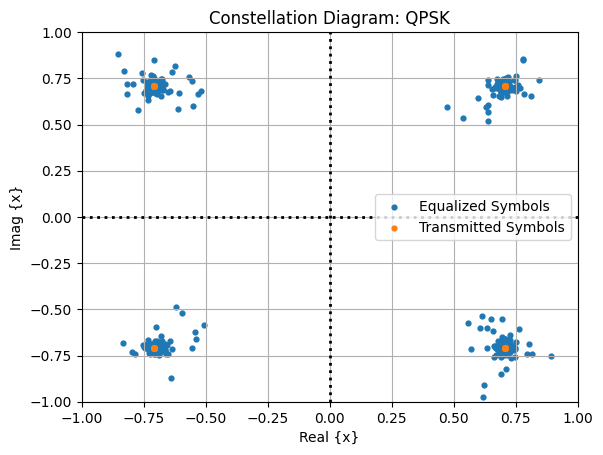 Constellation Diagram: QPSK
1.00
0.75
0.50
0.25
0.00
−0.25
−0.50
−0.75
−1.00
Imag {x}
Equalized Symbols
Transmitted Symbols
−1.00 −0.75 −0.50 −0.25 0.00 0.25 0.50 0.75 1.00
Real {x}